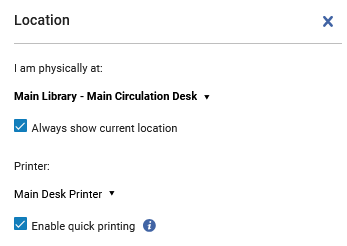 Location
I am physically at:
Main Library - Main Circulation Desk
Always show current location
Printer:
Main Desk Printer
Enable quick printing